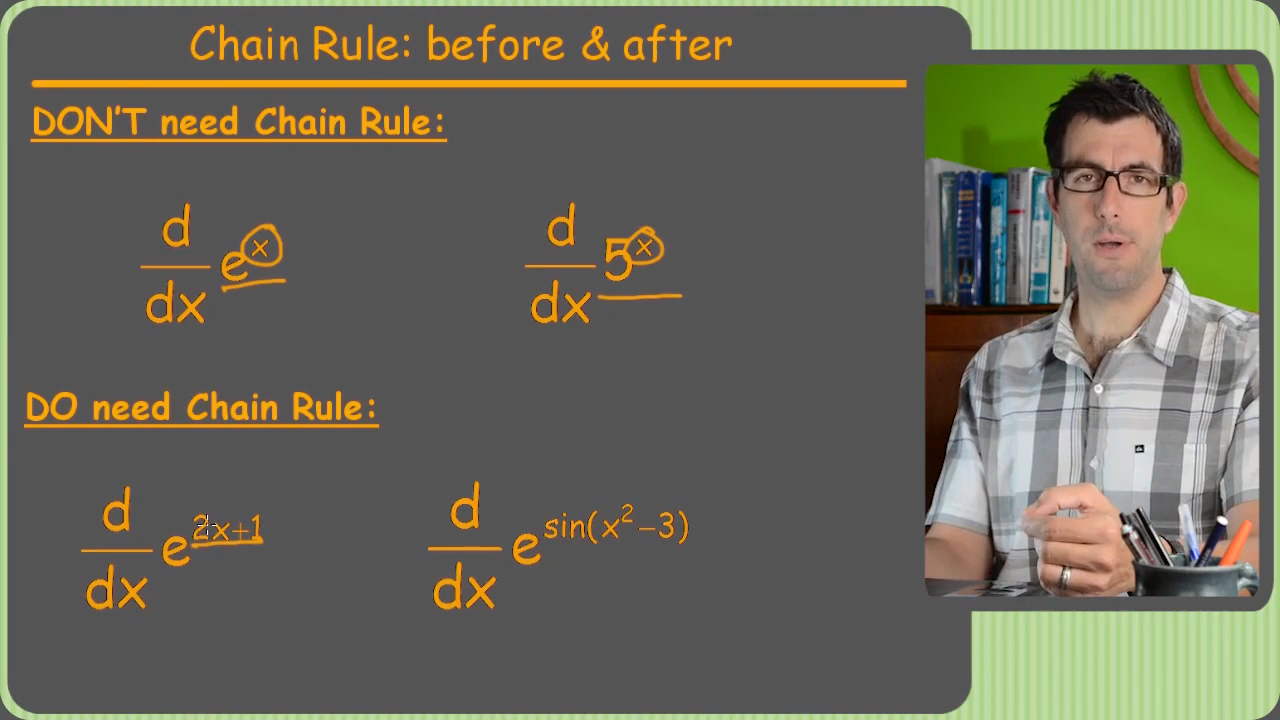 Chain Rule: before & after
DON'T need Chain Rule:
d/dx e^x    d/dx 5^x
DO need Chain Rule:
d/dx e^(2x+1)    d/dx e^(sin(x²−3))